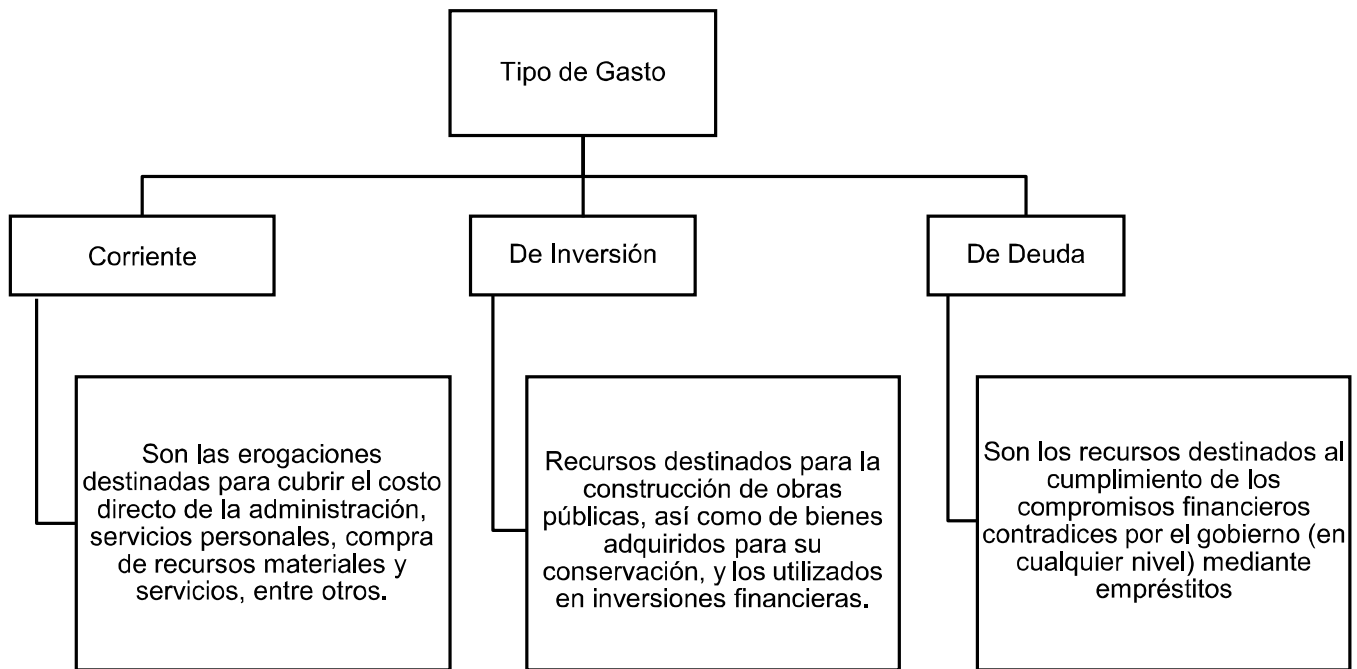 Tipo de Gasto
Corriente
De Inversión
De Deuda
Son las erogaciones
destinadas para cubrir el costo
directo de la administración,
servicios personales, compra
de recursos materiales y
servicios, entre otros.
Recursos destinados para la
construcción de obras
públicas, así como de bienes
adquiridos para su
conservación, y los utilizados
en inversiones financieras.
Son los recursos destinados al
cumplimiento de los
compromisos financieros
contradices por el gobierno (en
cualquier nivel) mediante
empréstitos